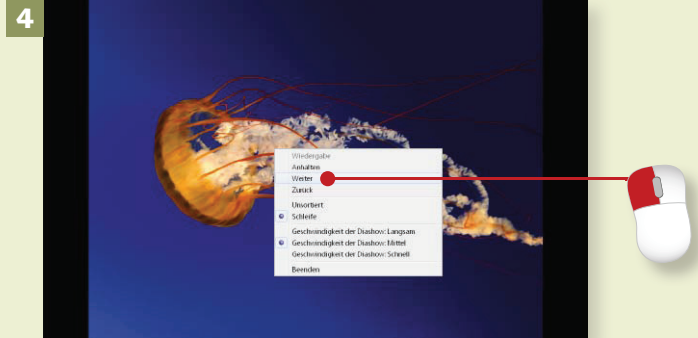 4
Wiedergabe
Anhalten
Weiter
Zurück
Unsortiert
Schleife
Geschwindigkeit der Diashow: Langsam
Geschwindigkeit der Diashow: Mittel
Geschwindigkeit der Diashow: Schnell
Beenden